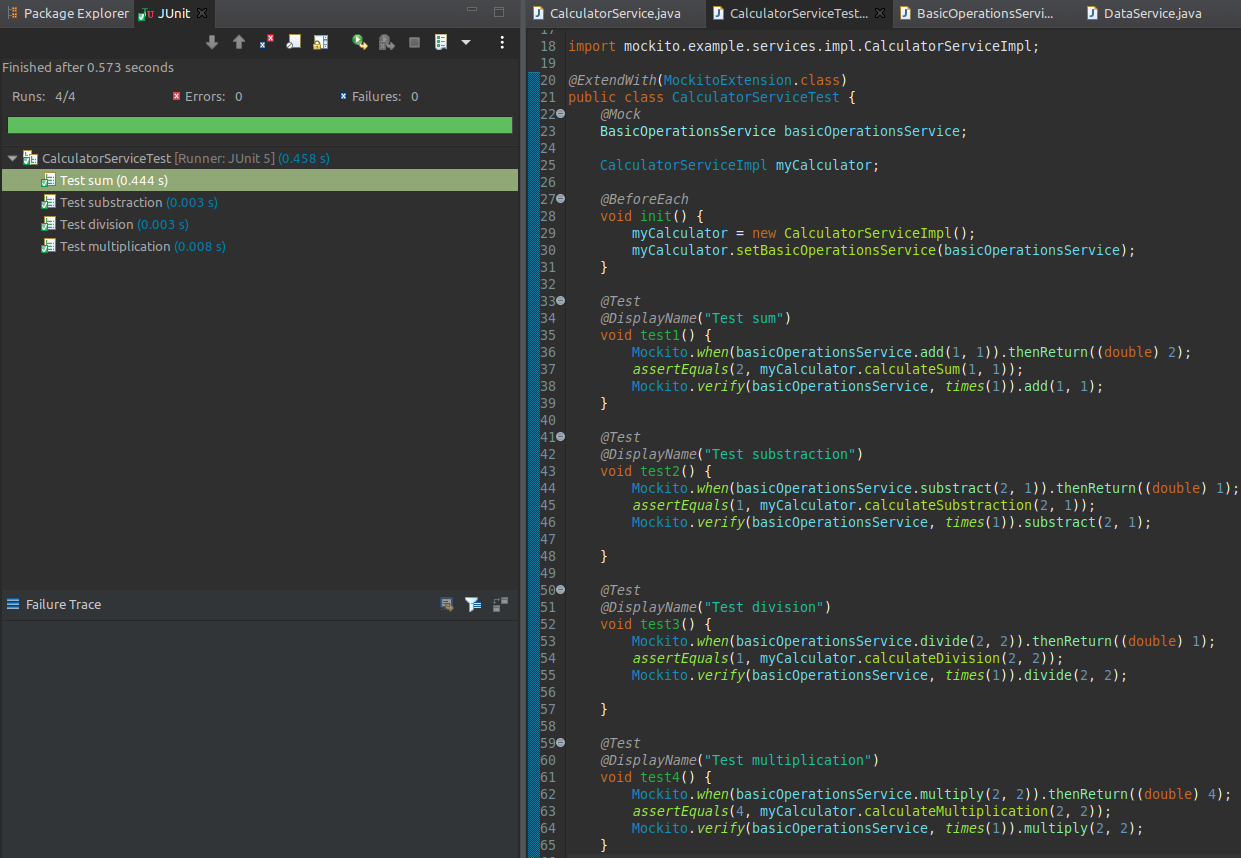 Package Explorer JUnit
Finished after 0.573 seconds
Runs: 4/4 Errors: 0 Failures: 0
CalculatorServiceTest [Runner: JUnit 5] (0.458 s)
Test sum (0.444 s)
Test substraction (0.003 s)
Test division (0.003 s)
Test multiplication (0.008 s)
Failure Trace
CalculatorService.java CalculatorServiceTest... BasicOperationsServi... DataService.java
17
18 import mockito.example.services.impl.CalculatorServiceImpl;
19
20 @ExtendWith(MockitoExtension.class)
21 public class CalculatorServiceTest {
22 @Mock
23 BasicOperationsService basicOperationsService;
24
25 CalculatorServiceImpl myCalculator;
26
27 @BeforeEach
28 void init() {
29 myCalculator = new CalculatorServiceImpl();
30 myCalculator.setBasicOperationsService(basicOperationsService);
31 }
32
33 @Test
34 @DisplayName("Test sum")
35 void test1() {
36 Mockito.when(basicOperationsService.add(1, 1)).thenReturn((double) 2);
37 assertEquals(2, myCalculator.calculateSum(1, 1));
38 Mockito.verify(basicOperationsService, times(1)).add(1, 1);
39 }
40
41 @Test
42 @DisplayName("Test substraction")
43 void test2() {
44 Mockito.when(basicOperationsService.substract(2, 1)).thenReturn((double) 1);
45 assertEquals(1, myCalculator.calculateSubstraction(2, 1));
46 Mockito.verify(basicOperationsService, times(1)).substract(2, 1);
47
48 }
49
50 @Test
51 @DisplayName("Test division")
52 void test3() {
53 Mockito.when(basicOperationsService.divide(2, 2)).thenReturn((double) 1);
54 assertEquals(1, myCalculator.calculateDivision(2, 2));
55 Mockito.verify(basicOperationsService, times(1)).divide(2, 2);
56
57 }
58
59 @Test
60 @DisplayName("Test multiplication")
61 void test4() {
62 Mockito.when(basicOperationsService.multiply(2, 2)).thenReturn((double) 4);
63 assertEquals(4, myCalculator.calculateMultiplication(2, 2));
64 Mockito.verify(basicOperationsService, times(1)).multiply(2, 2);
65 }